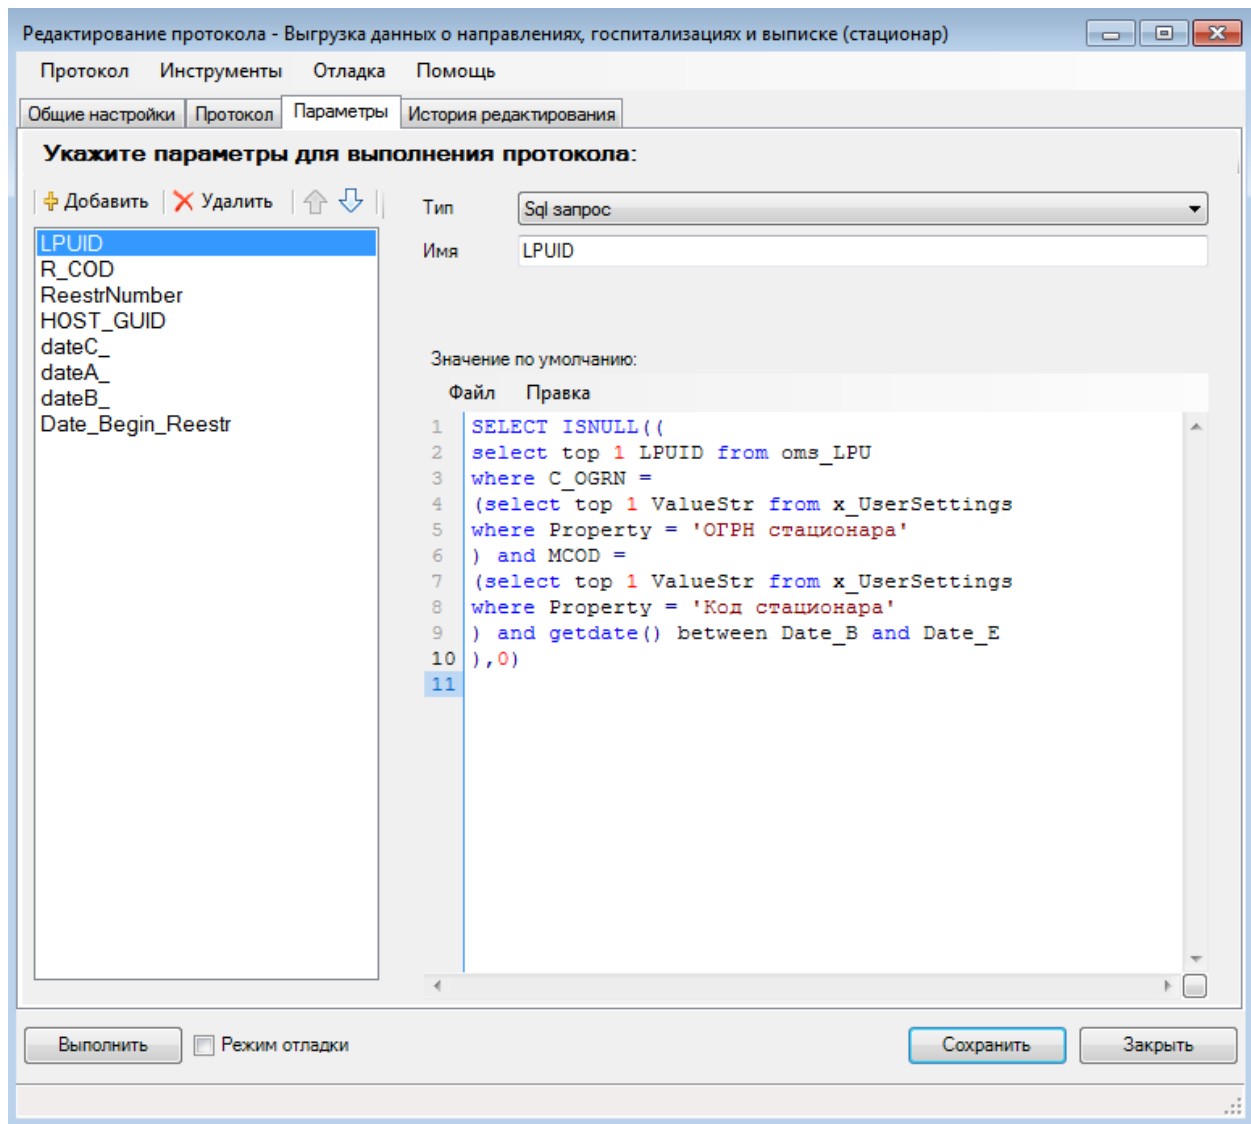 Редактирование протокола - Выгрузка данных о направлениях, госпитализациях и выписке (стационар)
Протокол Инструменты Отладка Помощь
Общие настройки Протокол Параметры История редактирования
Укажите параметры для выполнения протокола:
Добавить Удалить
Тип Sql запрос
Имя LPUID
LPUID
R_COD
ReestrNumber
HOST_GUID
dateC_
dateA_
dateB_
Date_Begin_Reestr
Значение по умолчанию:
Файл Правка
1 SELECT ISNULL((
2 select top 1 LPUID from oms_LPU
3 where C_OGRN =
4 (select top 1 ValueStr from x_UserSettings
5 where Property = 'ОГРН стационара'
6 ) and MCOD =
7 (select top 1 ValueStr from x_UserSettings
8 where Property = 'Код стационара'
9 ) and getdate() between Date_B and Date_E
10 ),0)
11
Выполнить Режим отладки Сохранить Закрыть